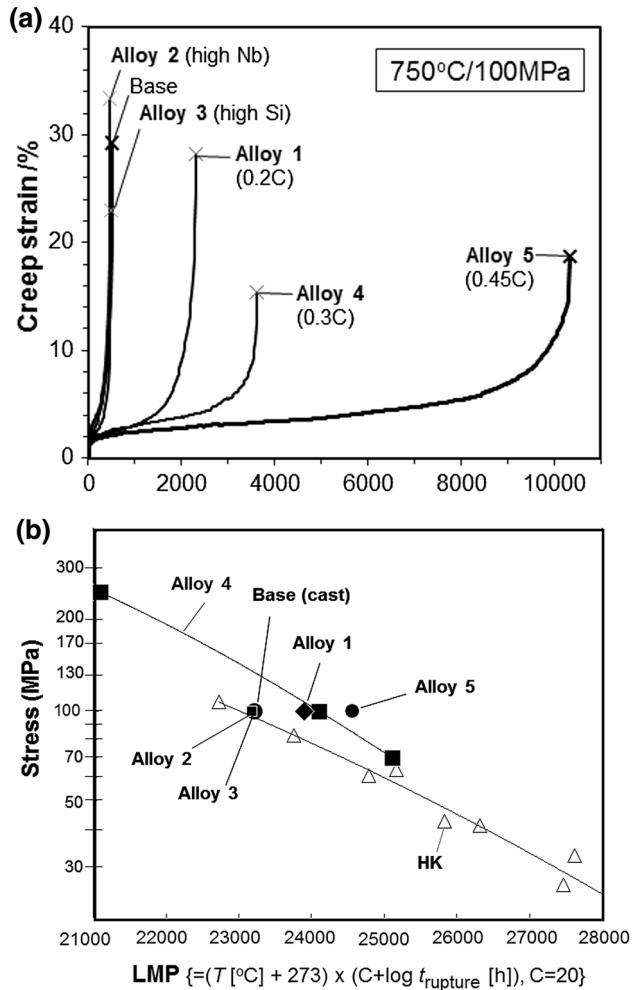 (a)
40
30
20
10
0
Creep strain /%
Alloy 2 (high Nb)
Base
Alloy 3 (high Si)
750°C/100MPa
Alloy 1
(0.2C)
Alloy 4
(0.3C)
Alloy 5
(0.45C)
0 2000 4000 6000 8000 10000
(b)
300
200
170
130
100
70
50
30
Stress (MPa)
Alloy 4
Base (cast)
Alloy 1
Alloy 5
Alloy 2
Alloy 3
HK
21000 22000 23000 24000 25000 26000 27000 28000
LMP {=(T [°C] + 273) x (C+log t rupture [h]), C=20}